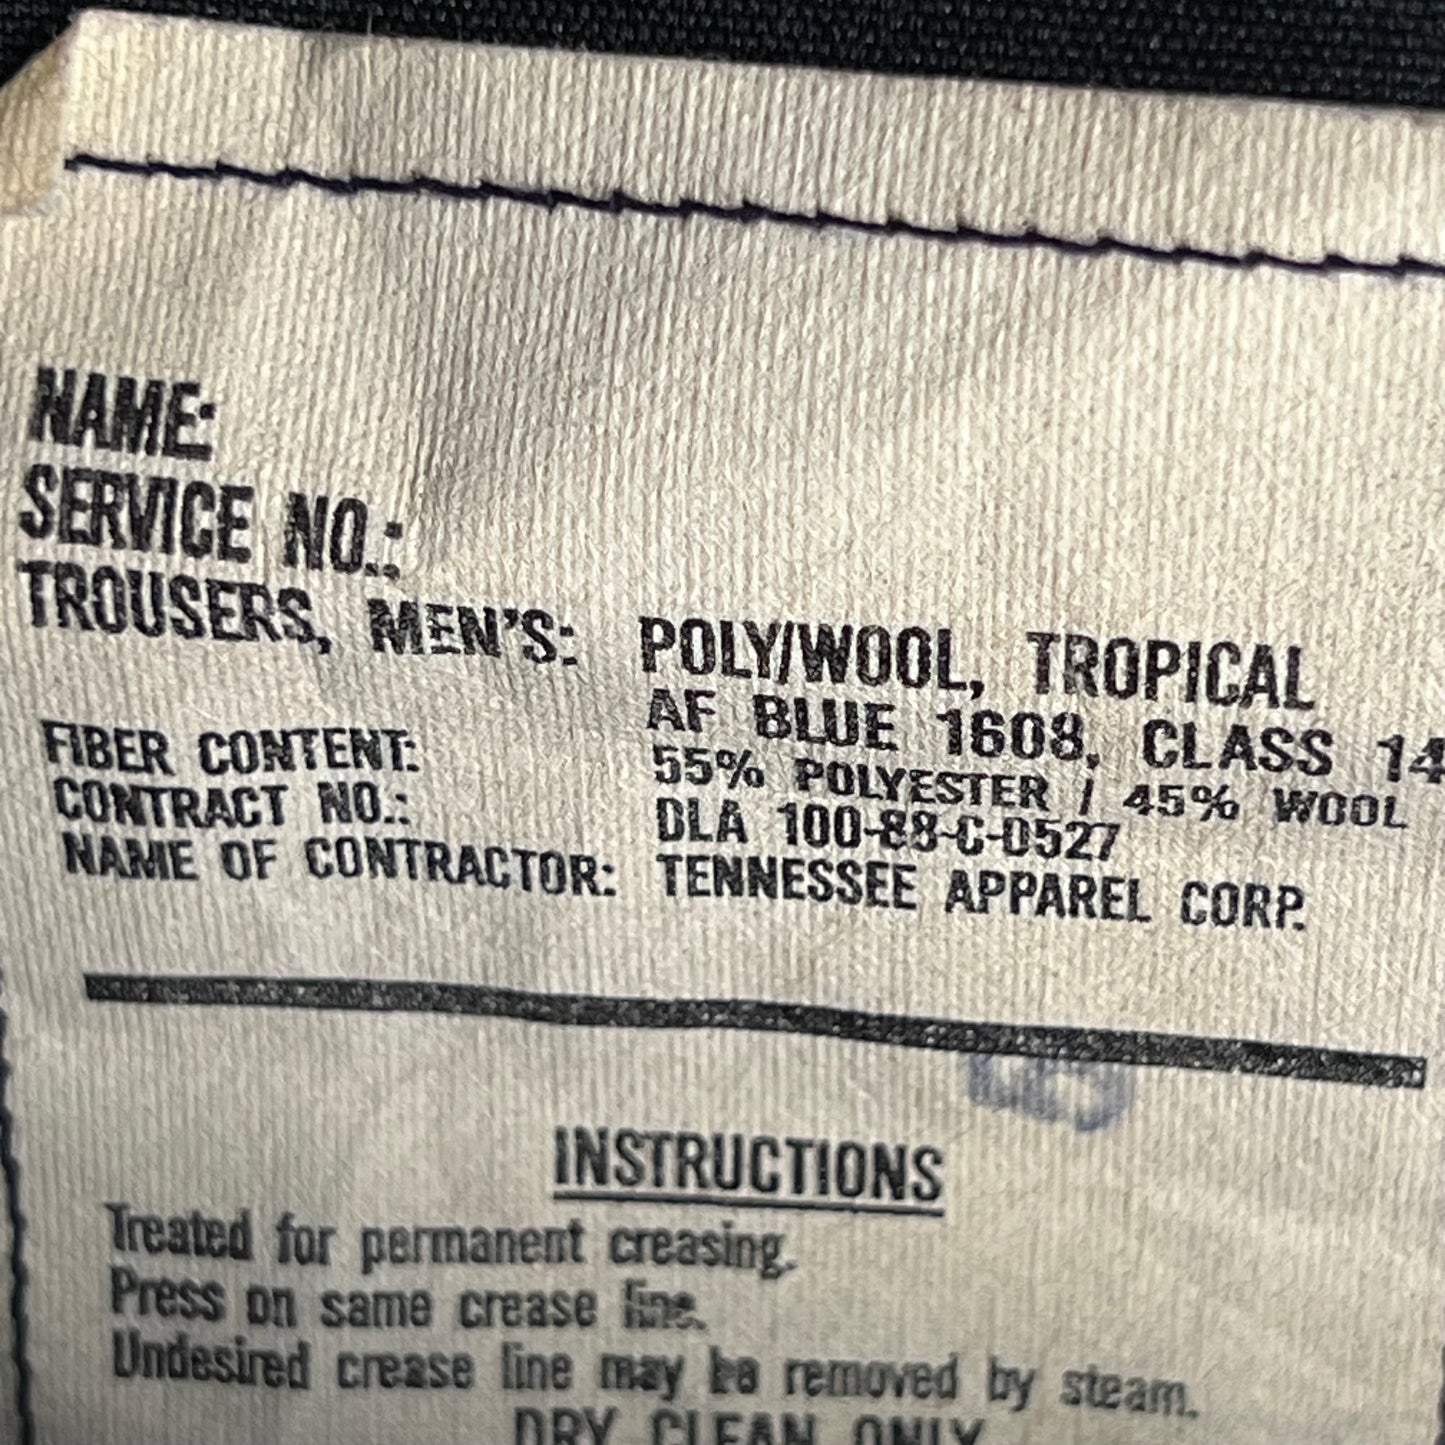 NAME:
SERVICE NO.:
TROUSERS, MEN'S: POLY/WOOL, TROPICAL
AF BLUE 1608, CLASS 14
FIBER CONTENT: 55% POLYESTER / 45% WOOL
CONTRACT NO.: DLA 100-88-C-0527
NAME OF CONTRACTOR: TENNESSEE APPAREL CORP.
INSTRUCTIONS
Treated for permanent creasing.
Press on same crease line.
Undesired crease line may be removed by steam.
DRY CLEAN ONLY